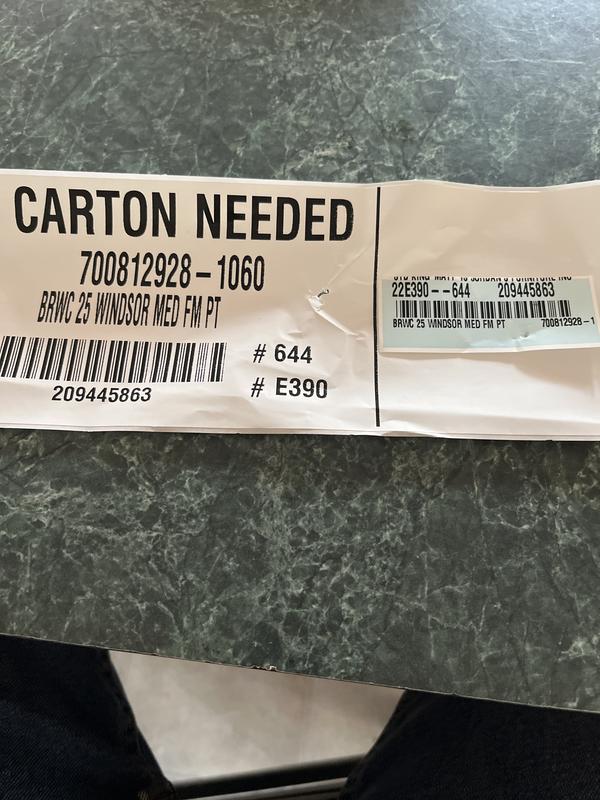 CARTON NEEDED
700812928-1060
BRWC 25 WINDSOR MED FM PT
209445863
# 644
# E390
22E390--644 209445863
BRWC 25 WINDSOR MED FM PT 700812928-1